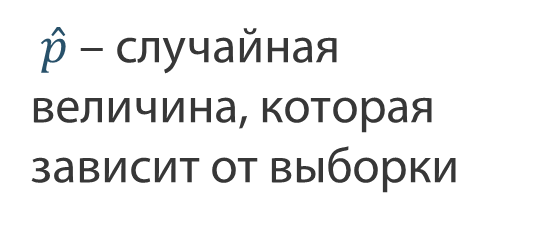 p̂ – случайная
величина, которая
зависит от выборки